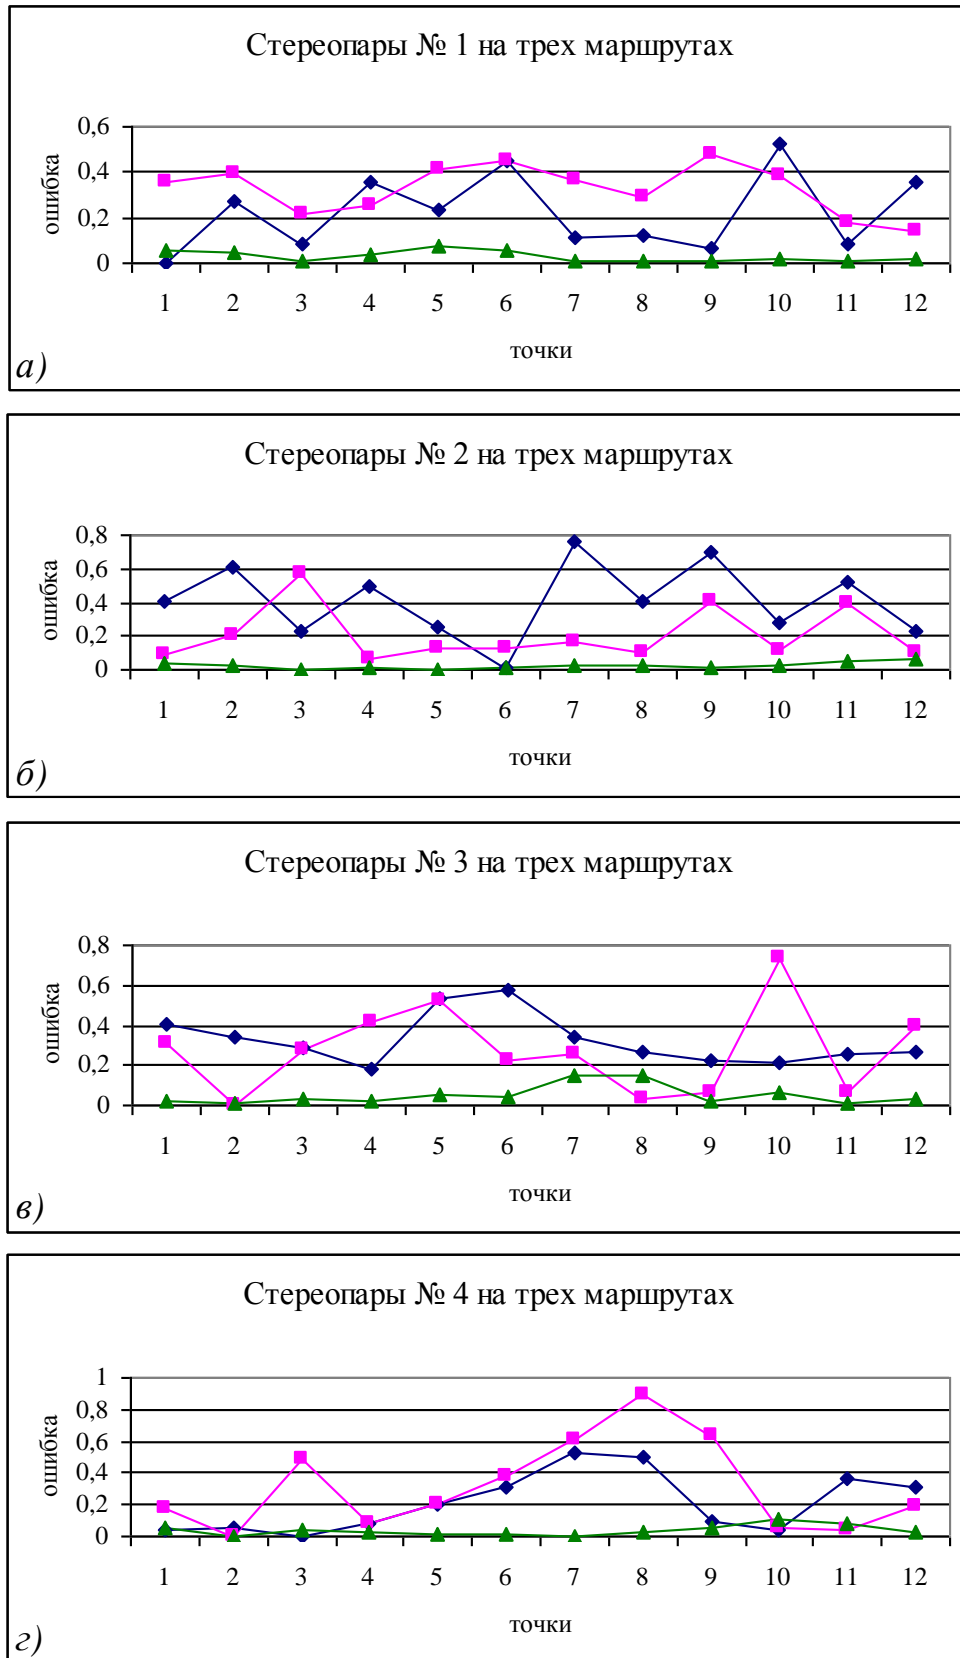 Стереопары № 1 на трех маршрутах
0,6
0,4
0,2
0
ошибка
1 2 3 4 5 6 7 8 9 10 11 12
точки
а)
Стереопары № 2 на трех маршрутах
0,8
0,6
0,4
0,2
0
ошибка
1 2 3 4 5 6 7 8 9 10 11 12
точки
б)
Стереопары № 3 на трех маршрутах
0,8
0,6
0,4
0,2
0
ошибка
1 2 3 4 5 6 7 8 9 10 11 12
точки
в)
Стереопары № 4 на трех маршрутах
1
0,8
0,6
0,4
0,2
0
ошибка
1 2 3 4 5 6 7 8 9 10 11 12
точки
г)